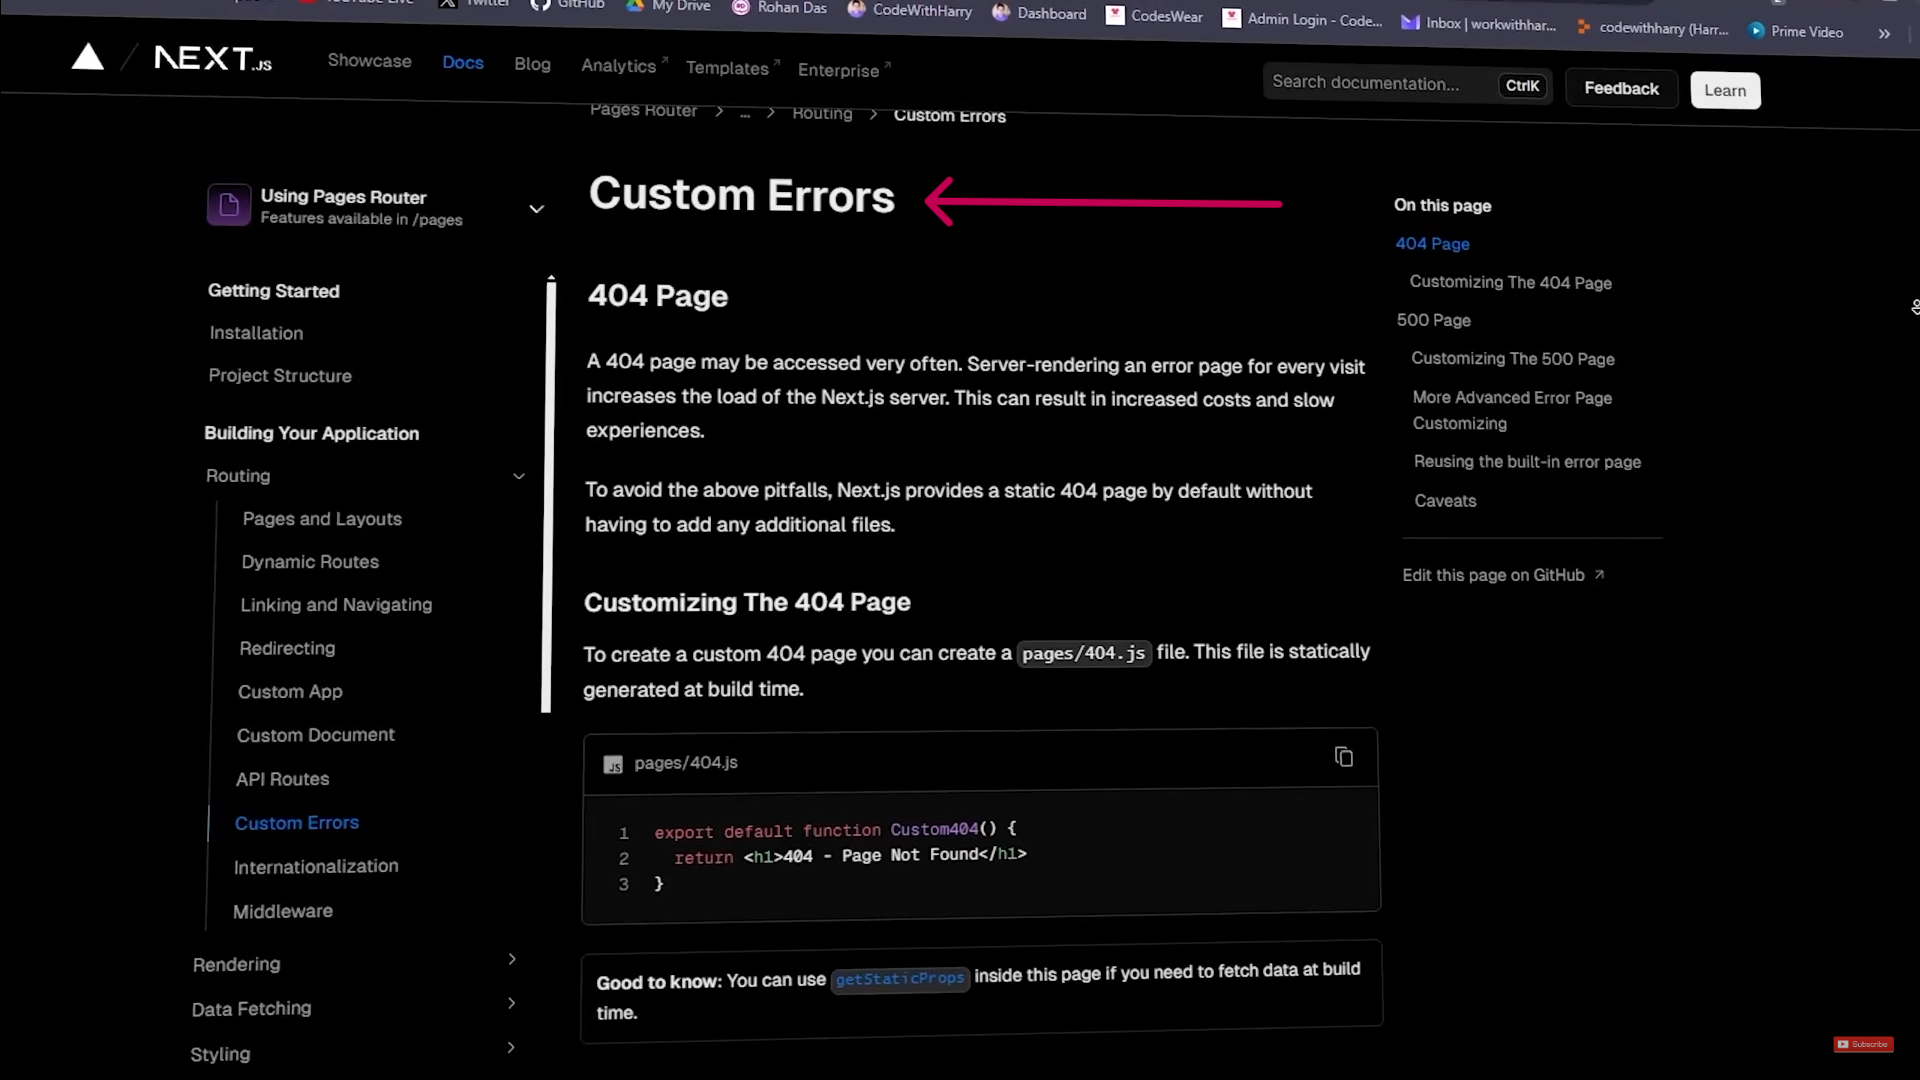 YouTube Live
Twitter
GitHub
My Drive
Rohan Das
CodeWithHarry
Dashboard
CodesWear
Admin Login - Code...
Inbox | workwithhar...
codewithharry (Harr...
Prime Video
NEXT.JS
Showcase
Docs
Blog
Analytics
Templates
Enterprise
Search documentation...
CtrlK
Feedback
Learn
Pages Router > ... > Routing > Custom Errors
Using Pages Router
Features available in /pages
Getting Started
Installation
Project Structure
Building Your Application
Routing
Pages and Layouts
Dynamic Routes
Linking and Navigating
Redirecting
Custom App
Custom Document
API Routes
Custom Errors
Internationalization
Middleware
Rendering
Data Fetching
Styling
Custom Errors
404 Page
A 404 page may be accessed very often. Server-rendering an error page for every visit
increases the load of the Next.js server. This can result in increased costs and slow
experiences.
To avoid the above pitfalls, Next.js provides a static 404 page by default without
having to add any additional files.
Customizing The 404 Page
To create a custom 404 page you can create a pages/404.js file. This file is statically
generated at build time.
JS pages/404.js
1 export default function Custom404() {
2 return <h1>404 - Page Not Found</h1>
3 }
Good to know: You can use getStaticProps inside this page if you need to fetch data at build
time.
On this page
404 Page
Customizing The 404 Page
500 Page
Customizing The 500 Page
More Advanced Error Page
Customizing
Reusing the built-in error page
Caveats
Edit this page on GitHub
Subscribe